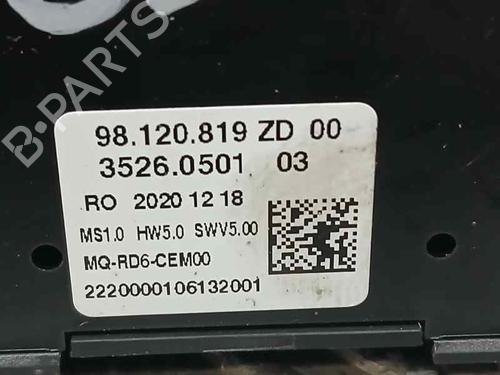 98.120.819 ZD 00
3526.0501 03
RO 2020 12 18
MS1.0 HW5.0 SWV5.00
MQ-RD6-CEM00
2220000106132001
B-PARTS
B-PARTS